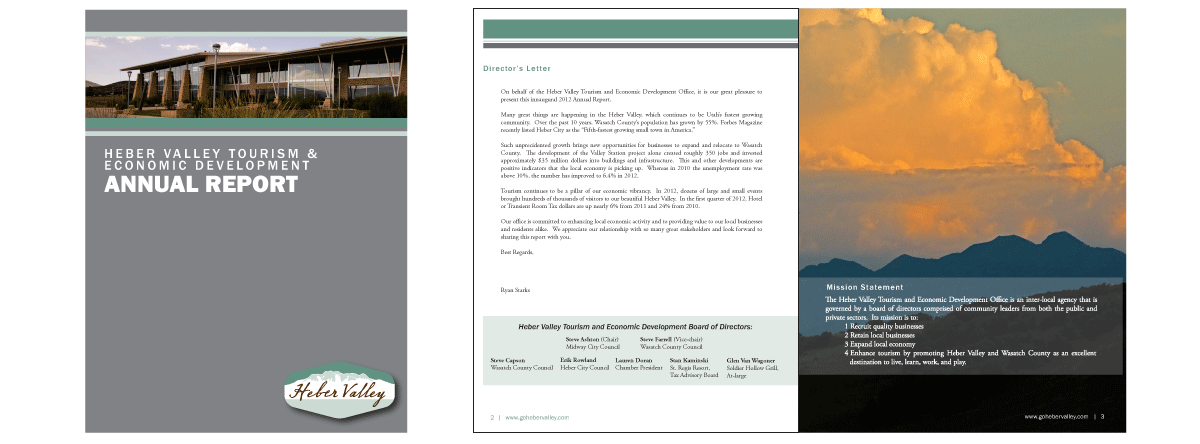 HEBER VALLEY TOURISM &
ECONOMIC DEVELOPMENT
ANNUAL REPORT
Heber Valley
Director's Letter
On behalf of the Heber Valley Tourism and Economic Development Office, it is our great pleasure to
present this innaugural 2012 Annual Report.
Many great things are happening in the Heber Valley, which continues to be Utah's fastest growing
community. Over the past 10 years, Wasatch County's population has grown by 55%. Forbes Magazine
recently listed Heber City as the "Fifth-fastest growing small town in America."
Such unprecidented growth brings new opportunities for businesses to expand and relocate to Wasatch
County. The development of the Valley Station project alone created roughly 350 jobs and invested
approximately $35 million dollars into buildings and infrastructure. This and other developments are
positive indicators that the local economy is picking up. Whereas in 2010 the unemployment rate was
above 10%, the number has improved to 6.4% in 2012.
Tourism continues to be a pillar of our economic vibrancy. In 2012, dozens of large and small events
brought hundreds of thousands of visitors to our beautiful Heber Valley. In the first quarter of 2012, Hotel
or Transient Room Tax dollars are up nearly 6% from 2011 and 24% from 2010.
Our office is committed to enhancing local economic activity and to providing value to our local businesses
and residents alike. We appreciate our relationship with so many great stakeholders and look forward to
sharing this report with you.
Best Regards,
Ryan Starks
Heber Valley Tourism and Economic Development Board of Directors:
Steve Ashton (Chair)
Midway City Council
Steve Farrell (Vice-chair)
Wasatch County Council
Steve Capson
Wasatch County Council
Erik Rowland
Heber City Council
Lauren Doran
Chamber President
Stan Kaminski
St. Regis Resort,
Tax Advisory Board
Glen Van Wagoner
Soldier Hollow Grill,
At-large
2 | www.gohebervalley.com
Mission Statement
The Heber Valley Tourism and Economic Development Office is an inter-local agency that is
governed by a board of directors comprised of community leaders from both the public and
private sectors. Its mission is to:
1 Recruit quality businesses
2 Retain local businesses
3 Expand local economy
4 Enhance tourism by promoting Heber Valley and Wasatch County as an excellent
destination to live, learn, work, and play.
www.gohebervalley.com | 3